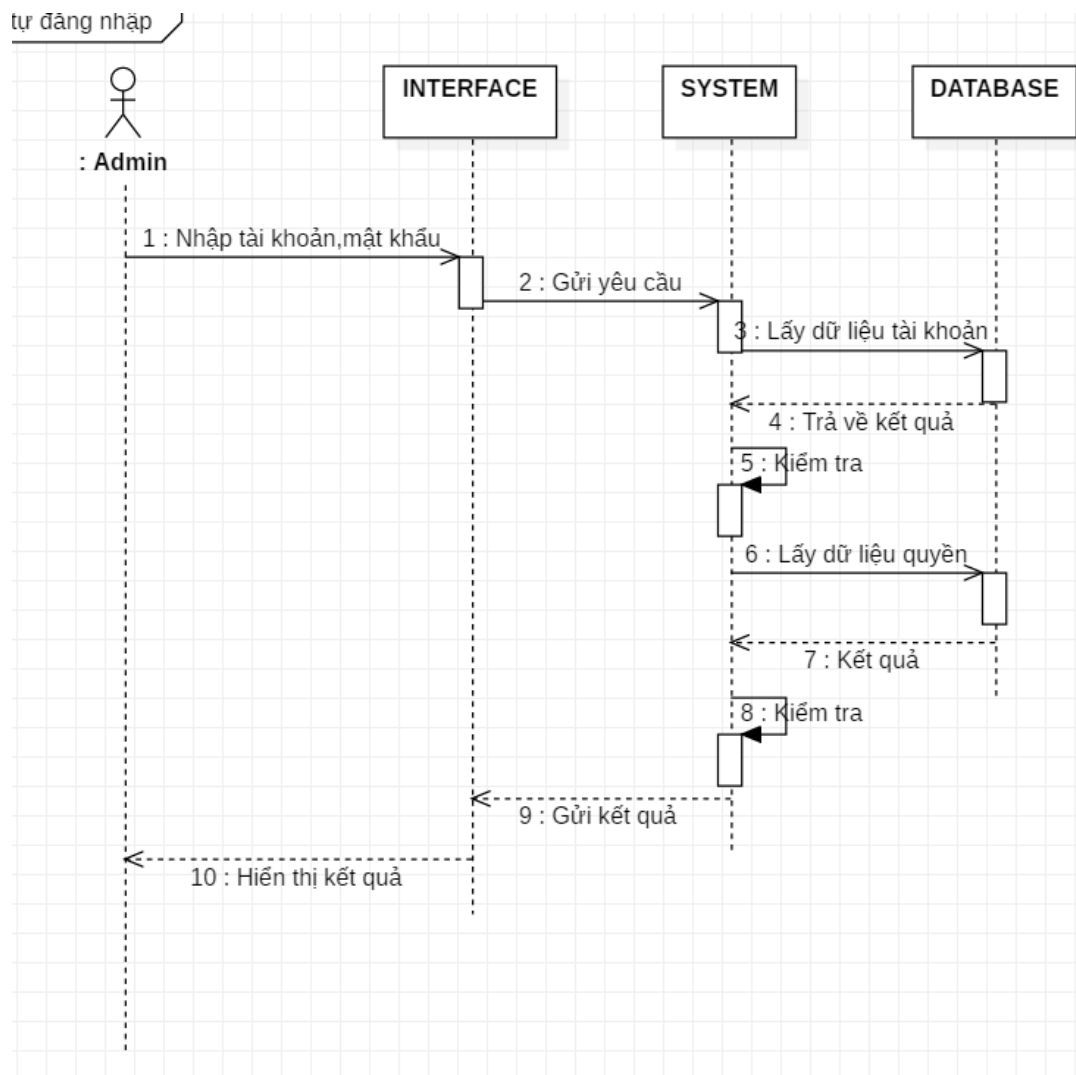 tự đăng nhập
INTERFACE
SYSTEM
DATABASE
: Admin
1 : Nhập tài khoản,mật khẩu
2 : Gửi yêu cầu
3 : Lấy dữ liệu tài khoản
4 : Trả về kết quả
5 : Kiểm tra
6 : Lấy dữ liệu quyền
7 : Kết quả
8 : Kiểm tra
9 : Gửi kết quả
10 : Hiển thị kết quả